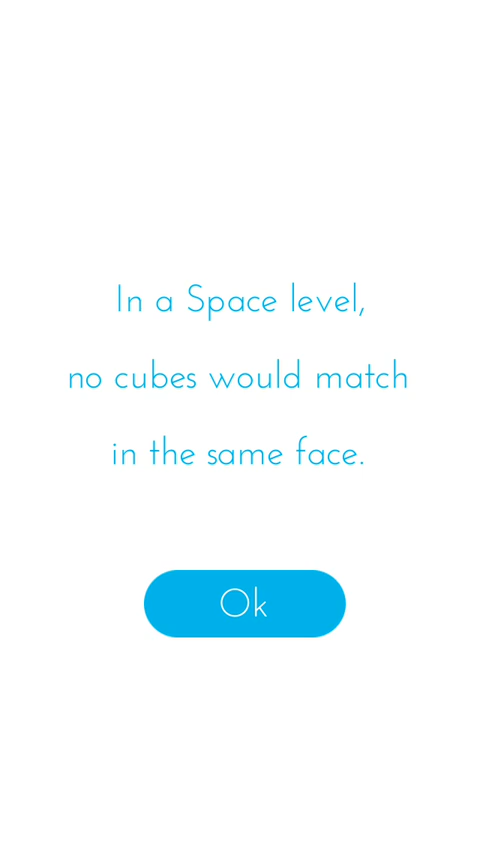 In a Space level,
no cubes would match
in the same face.
Ok